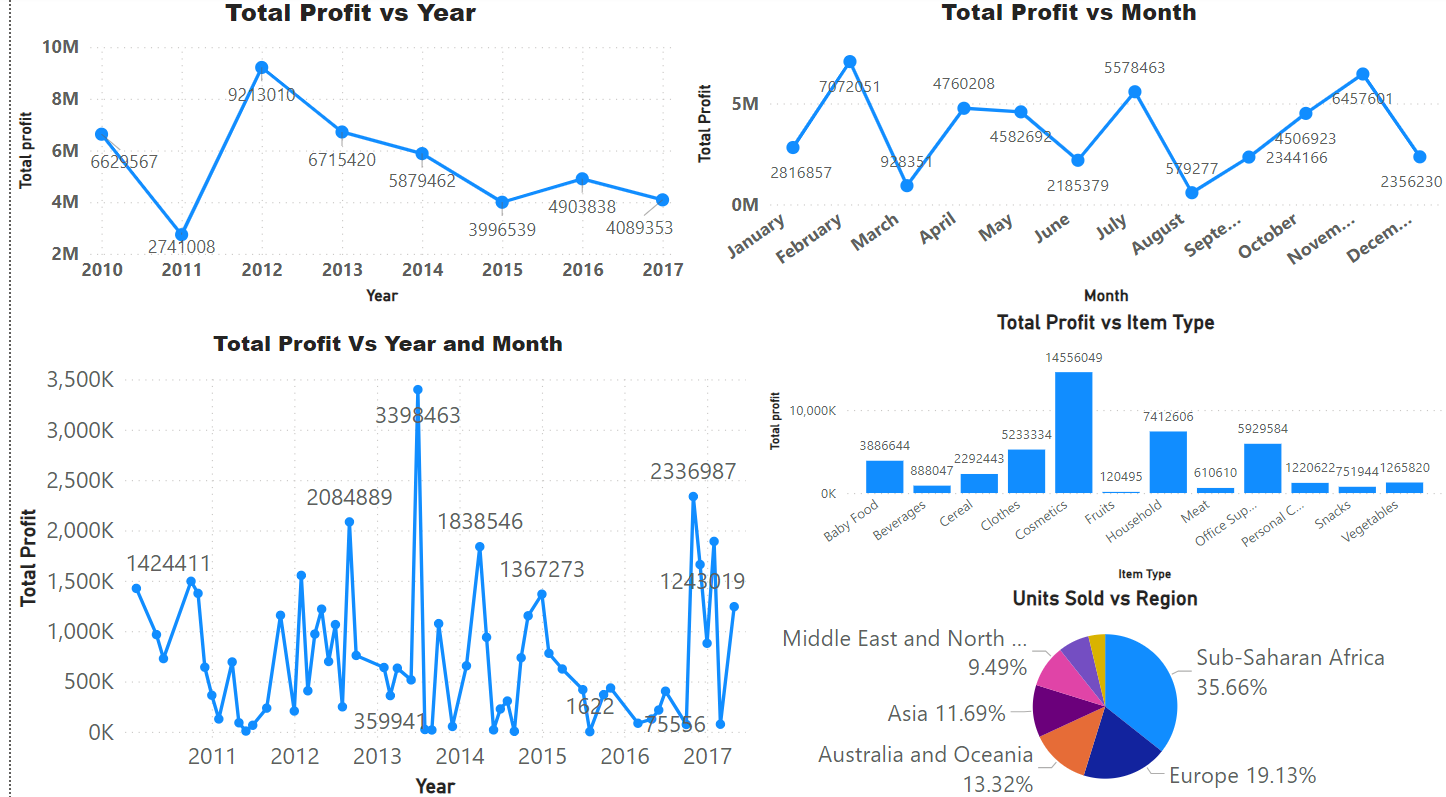 Total Profit vs Year
10M
8M
6M
4M
2M
Total profit
6629567
2741008
9213010
6715420
5879462
3996539
4903838
4089353
2010 2011 2012 2013 2014 2015 2016 2017
Year
Total Profit vs Month
5M
0M
Total Profit
2816857
7072051
928351
4760208
4582692
2185379
5578463
579277
2344166
4506923
6457601
2356230
January February March April May June July August Septe... October Novem... Decem...
Month
Total Profit Vs Year and Month
3,500K
3,000K
2,500K
2,000K
1,500K
1,000K
500K
0K
Total Profit
1424411
2084889
359941
3398463
1838546
1367273
1622
75556
2336987
1243019
2011 2012 2013 2014 2015 2016 2017
Year
Total Profit vs Item Type
10,000K
0K
Total profit
3886644
888047
2292443
5233334
14556049
120495
7412606
610610
5929584
1220622
751944
1265820
Baby Food Beverages Cereal Clothes Cosmetics Fruits Household Meat Office Sup... Personal C... Snacks Vegetables
Item Type
Units Sold vs Region
Middle East and North ...
9.49%
Sub-Saharan Africa
35.66%
Asia 11.69%
Australia and Oceania
13.32%
Europe 19.13%